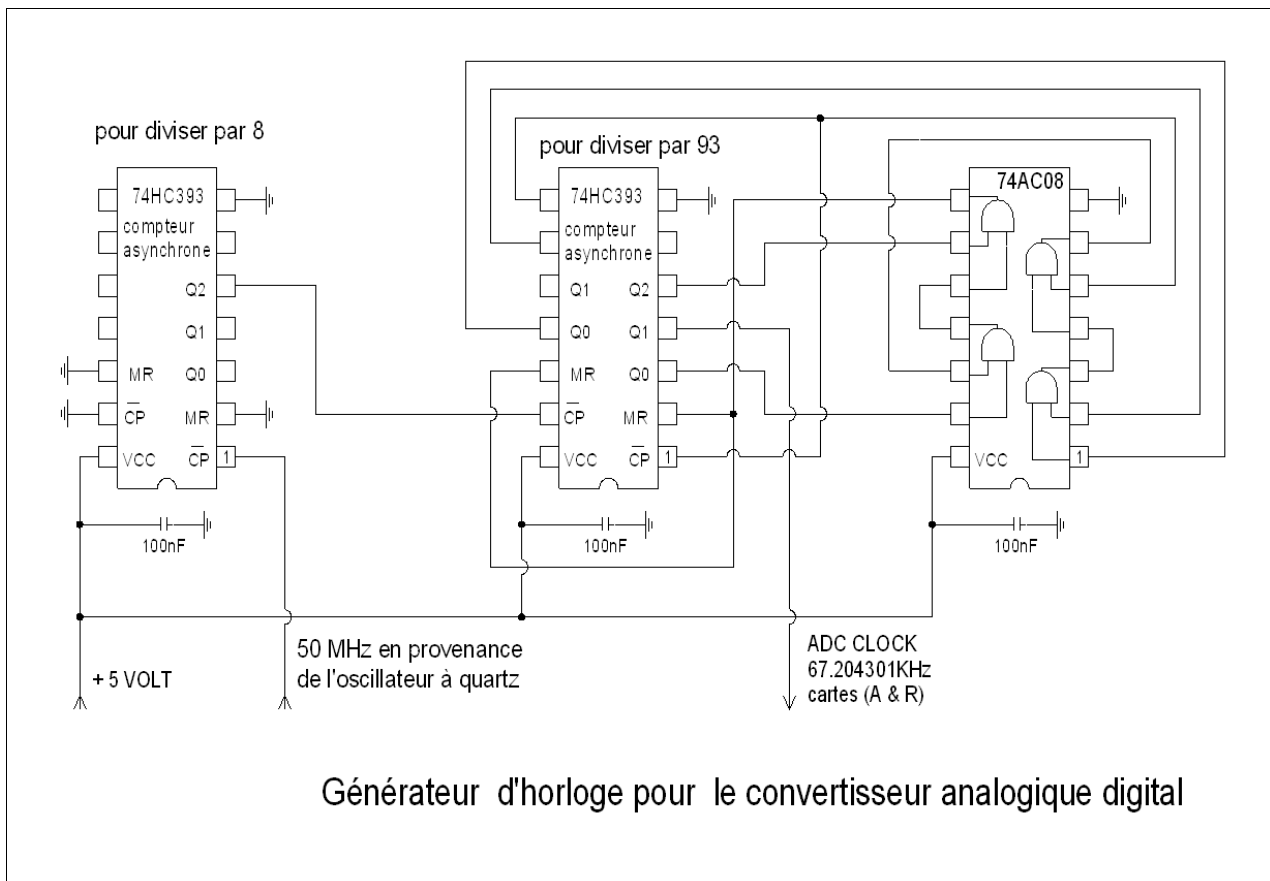 pour diviser par 8
74HC393
compteur
asynchrone
Q2
Q1
MR
Q0
CP
MR
VCC
CP
1
100nF
+ 5 VOLT
50 MHz en provenance
de l'oscillateur à quartz
pour diviser par 93
74HC393
compteur
asynchrone
Q1
Q2
Q0
Q1
MR
Q0
CP
MR
VCC
CP
1
100nF
ADC CLOCK
67.204301KHz
cartes (A & R)
74AC08
VCC
1
100nF
Générateur d'horloge pour le convertisseur analogique digital